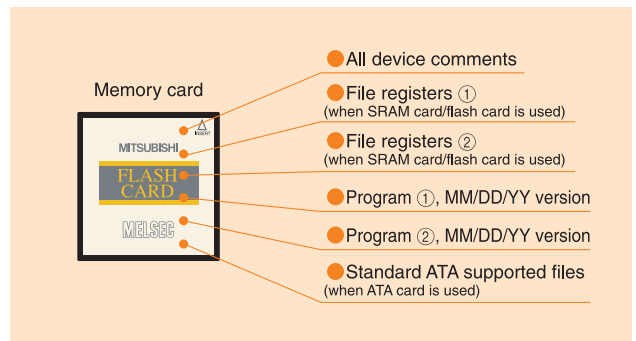 Memory card
INSERT
MITSUBISHI
FLASH
CARD
MELSEC
All device comments
File registers ①
(when SRAM card/flash card is used)
File registers ②
(when SRAM card/flash card is used)
Program ①, MM/DD/YY version
Program ②, MM/DD/YY version
Standard ATA supported files
(when ATA card is used)